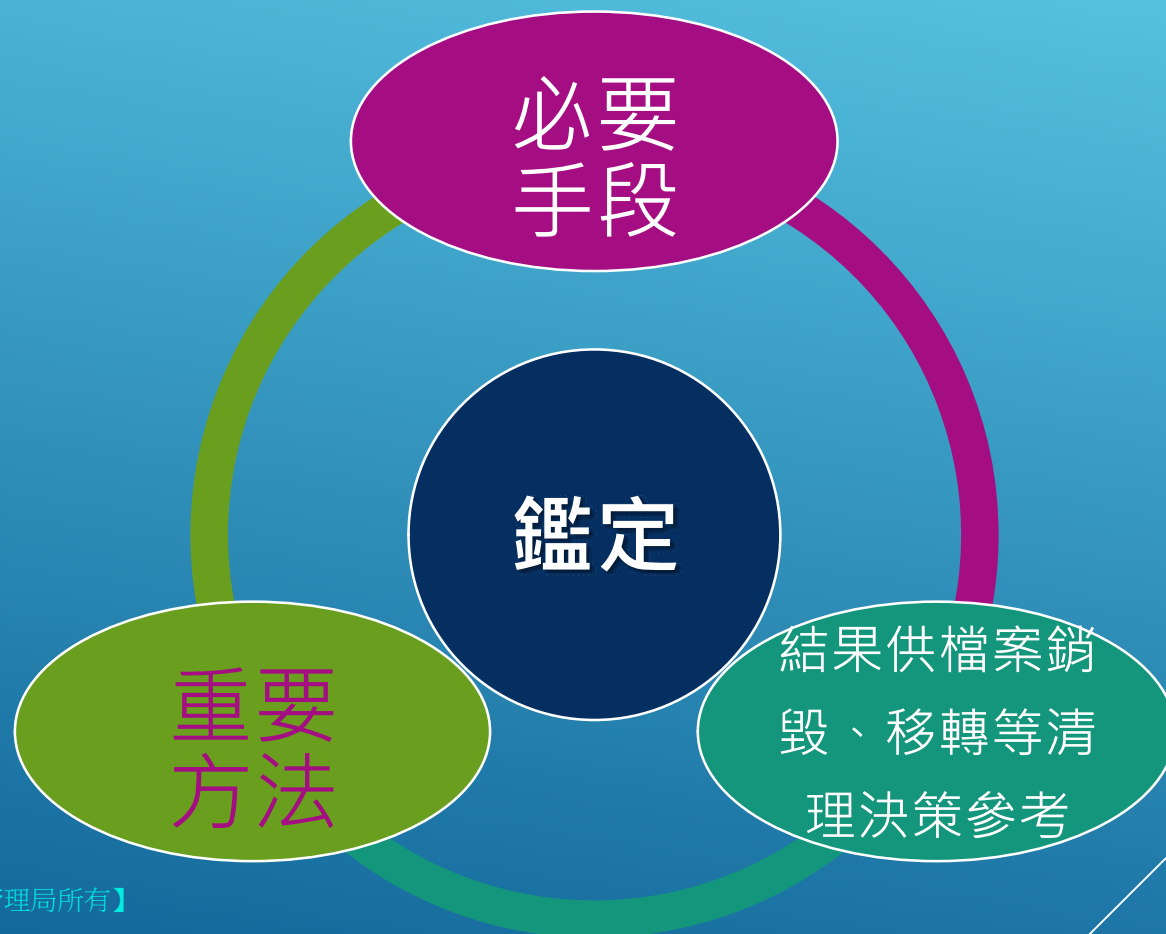 必要
手段
鑑定
重要
方法
結果供檔案銷
毀、移轉等清
理決策參考
理局所有】